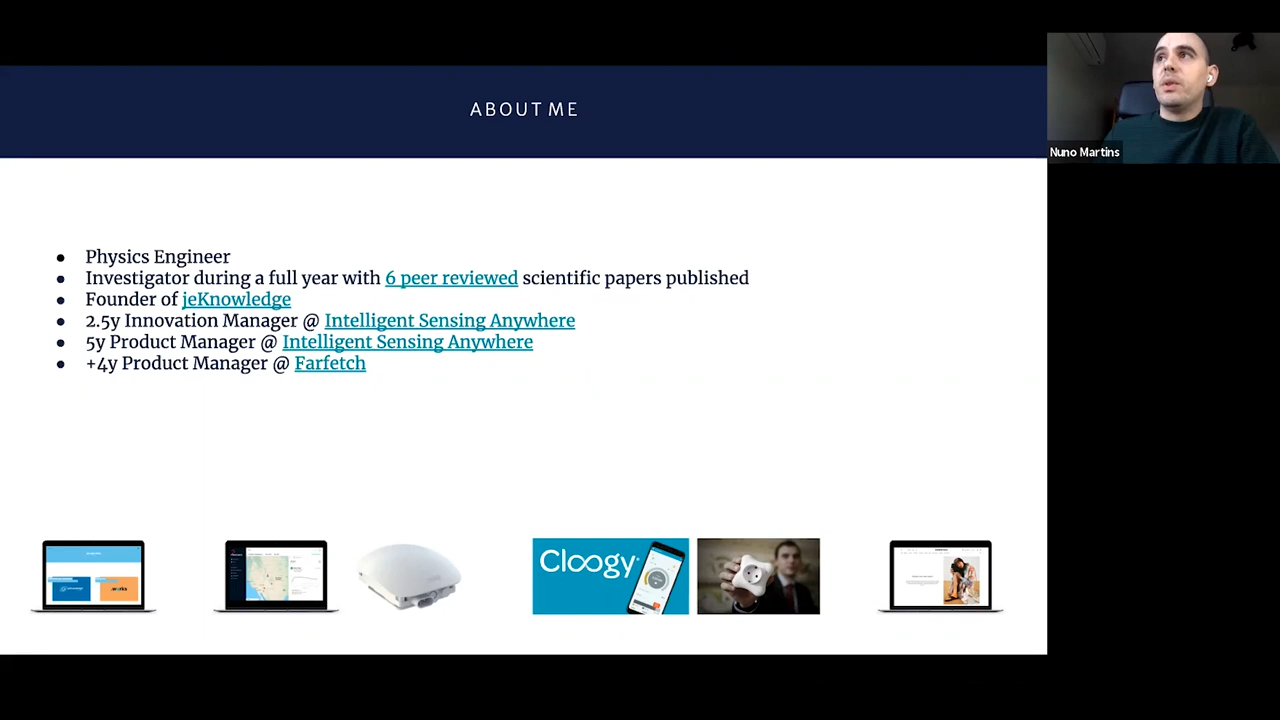 ABOUT ME
Nuno Martins
● Physics Engineer
● Investigator during a full year with 6 peer reviewed scientific papers published
● Founder of jeKnowledge
● 2.5y Innovation Manager @ Intelligent Sensing Anywhere
● 5y Product Manager @ Intelligent Sensing Anywhere
● +4y Product Manager @ Farfetch
Cloogy